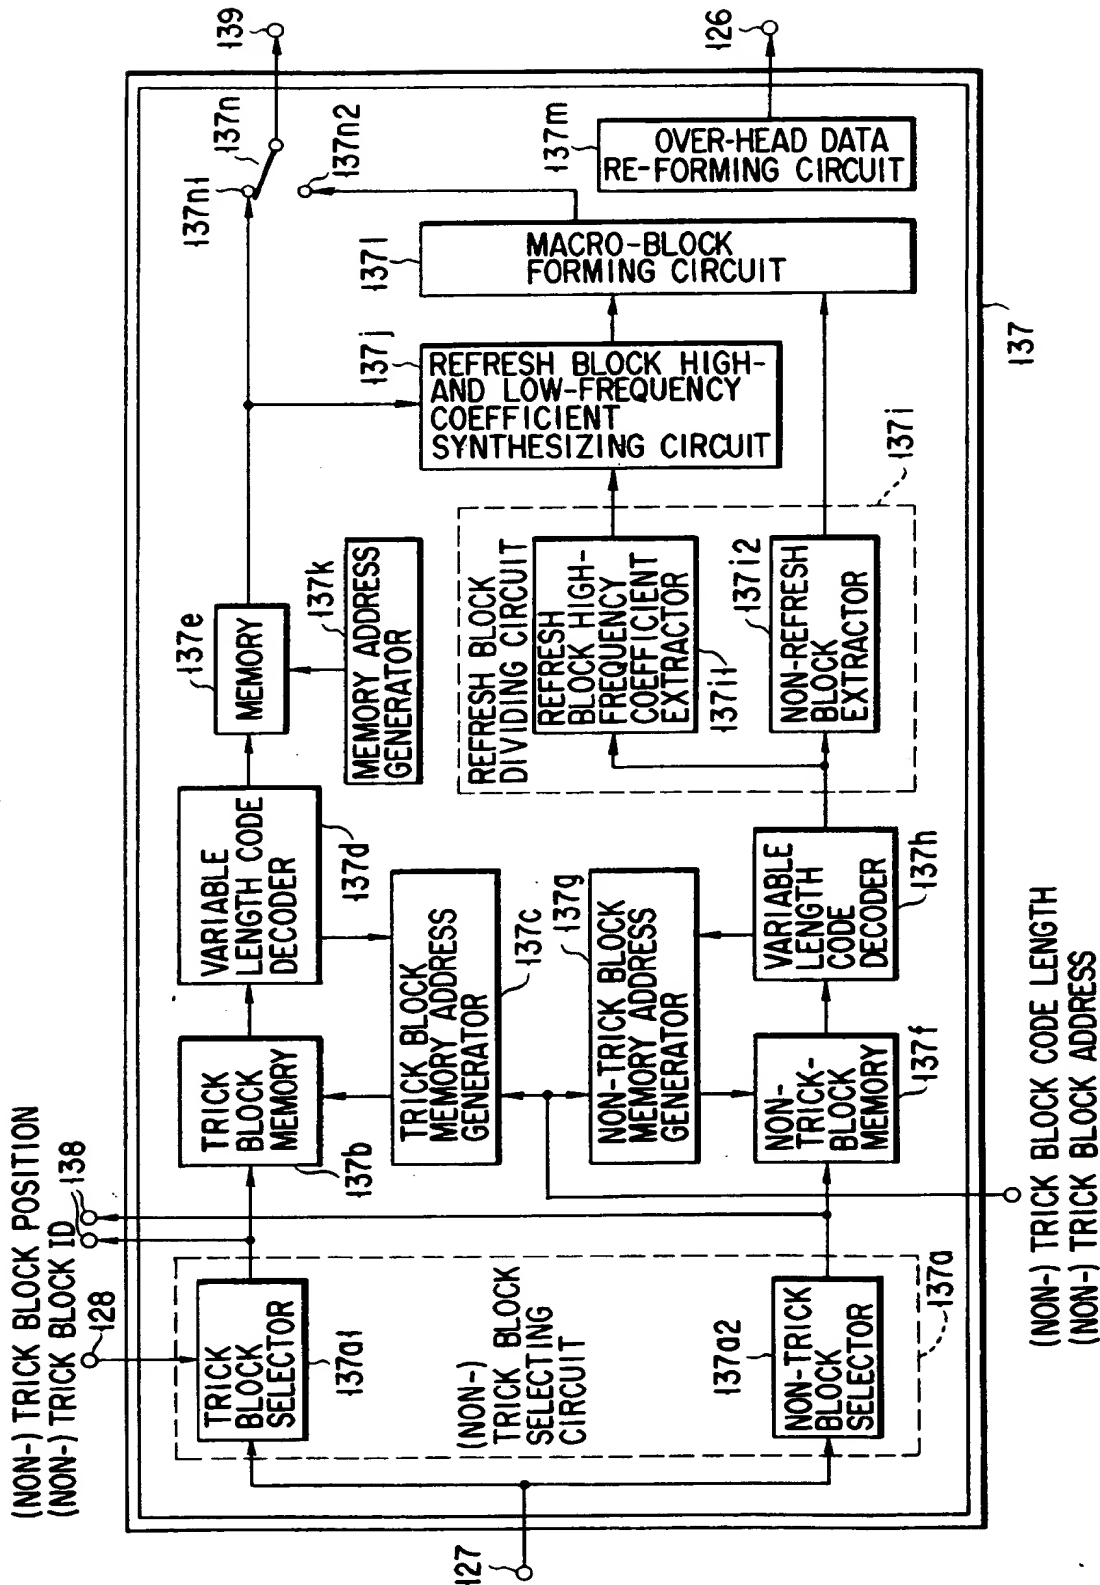 (NON-) TRICK BLOCK POSITION
(NON-) TRICK BLOCK ID
138
128
127
TRICK
BLOCK
SELECTOR
137a1
(NON-)
TRICK BLOCK
SELECTING
CIRCUIT
137a2
NON-TRICK
BLOCK
SELECTOR
137a
TRICK
BLOCK
MEMORY
137b
TRICK BLOCK
MEMORY ADDRESS
GENERATOR
137c
NON-TRICK BLOCK
MEMORY ADDRESS
GENERATOR
137g
NON-
TRICK-
BLOCK
MEMORY
137f
VARIABLE
LENGTH CODE
DECODER
137d
VARIABLE
LENGTH
CODE
DECODER
137h
(NON-) TRICK BLOCK CODE LENGTH
(NON-) TRICK BLOCK ADDRESS
137e
MEMORY
137k
MEMORY ADDRESS
GENERATOR
REFRESH BLOCK
DIVIDING CIRCUIT
REFRESH
BLOCK HIGH-
FREQUENCY
COEFFICIENT
EXTRACTOR
137i1
137i2
NON-REFRESH
BLOCK
EXTRACTOR
137i
137j
REFRESH BLOCK HIGH-
AND LOW-FREQUENCY
COEFFICIENT
SYNTHESIZING CIRCUIT
137l
MACRO-BLOCK
FORMING CIRCUIT
137n1
137n
137n2
137m
OVER-HEAD DATA
RE-FORMING CIRCUIT
139
126
137